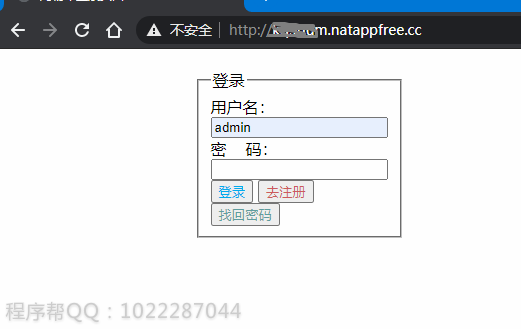 不安全 http://
m.natappfree.cc
登录
用户名：
admin
密 码：
登录 去注册
找回密码
程序帮QQ：1022287044